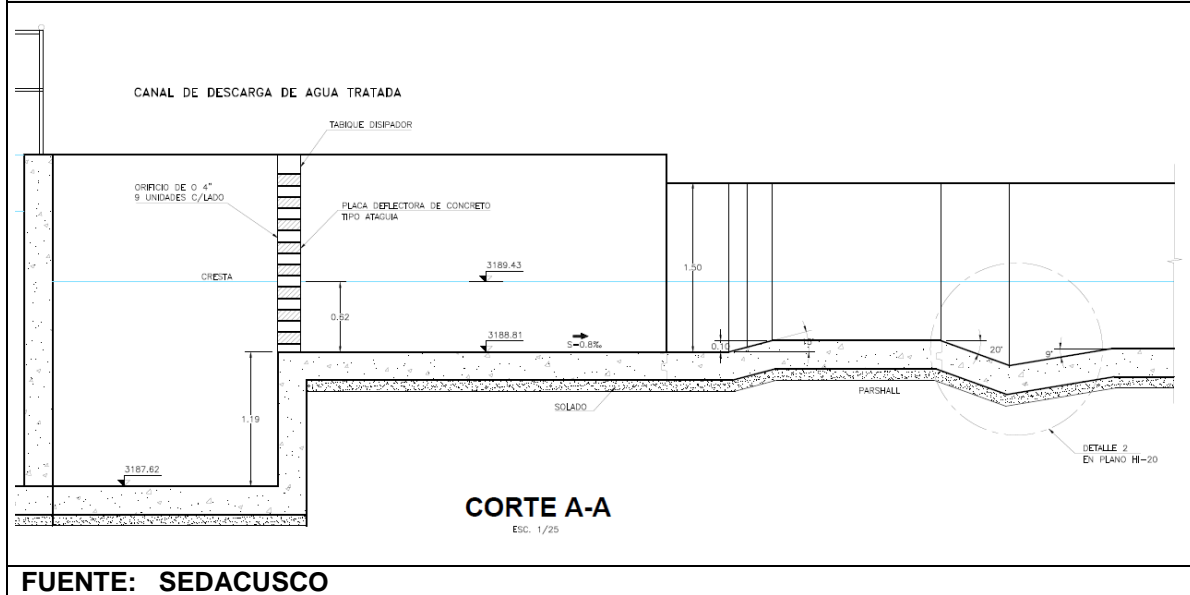 CANAL DE DESCARGA DE AGUA TRATADA
TABIQUE DISIPADOR
ORIFICIO DE O 4"
9 UNIDADES C/LADO
PLACA DEFLECTORA DE CONCRETO
TIPO ATAGUIA
CRESTA
3189.43
1.50
0.62
3188.81
S=0.8‰
0.10
15°
20°
9°
1.19
SOLADO
PARSHALL
3187.62
DETALLE 2
EN PLANO HI-20
CORTE A-A
ESC. 1/25
FUENTE: SEDACUSCO